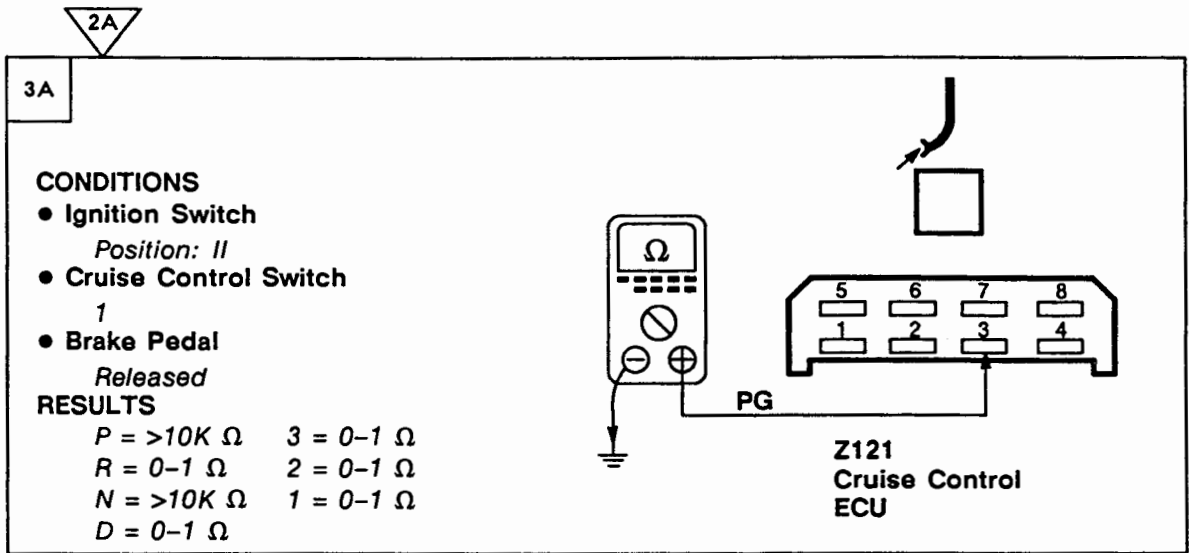 2A
3A
CONDITIONS
● Ignition Switch
Position: II
● Cruise Control Switch
1
● Brake Pedal
Released
RESULTS
P = >10K Ω 3 = 0–1 Ω
R = 0–1 Ω 2 = 0–1 Ω
N = >10K Ω 1 = 0–1 Ω
D = 0–1 Ω
Ω
− +
PG
5 6 7 8
1 2 3 4
Z121
Cruise Control
ECU